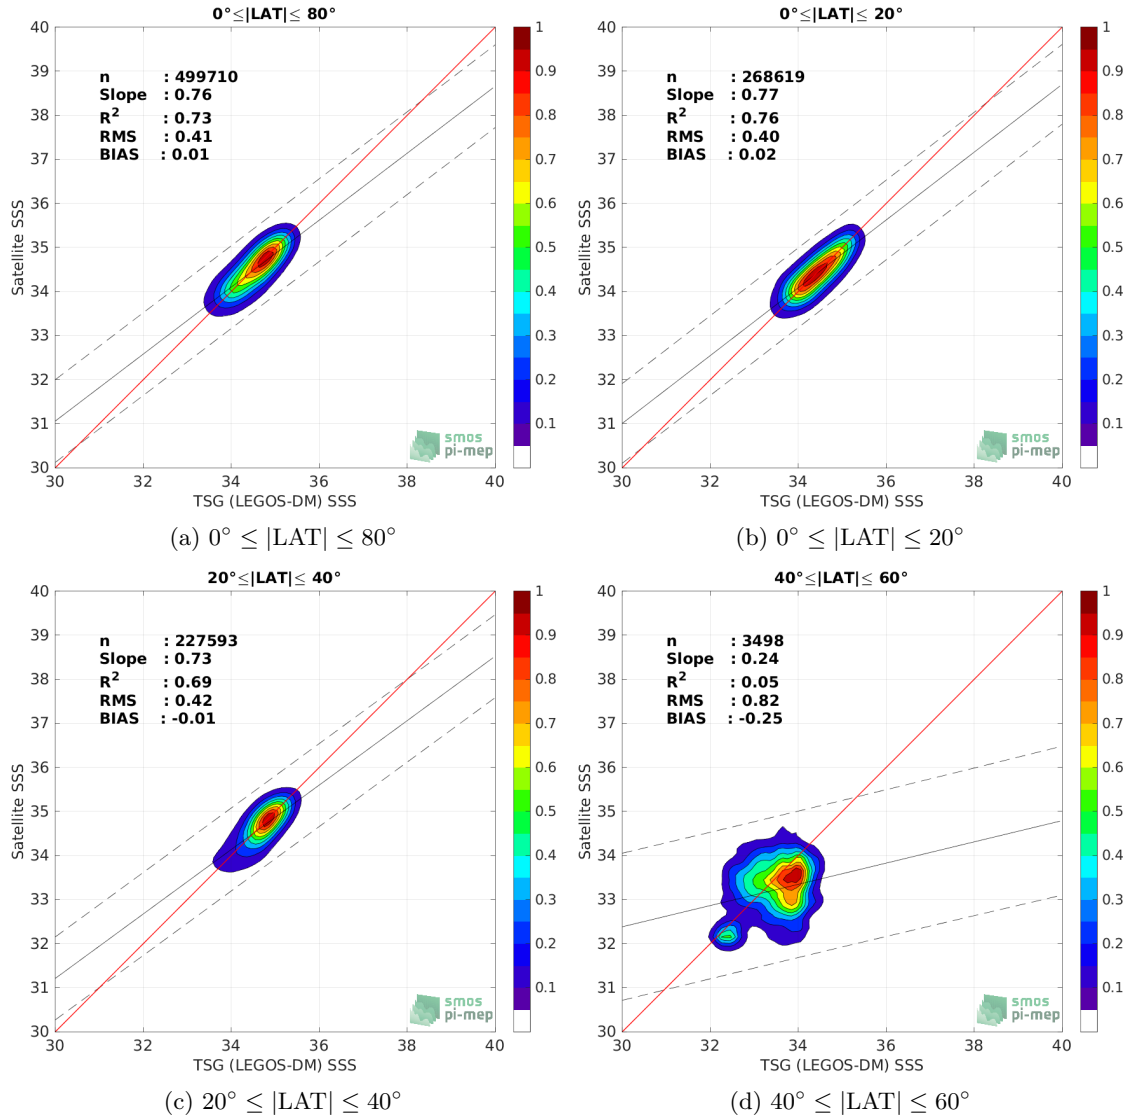 0°≤|LAT|≤ 80°
n : 499710
Slope : 0.76
R² : 0.73
RMS : 0.41
BIAS : 0.01
Satellite SSS
40
39
38
37
36
35
34
33
32
31
30
30 32 34 36 38 40
TSG (LEGOS-DM) SSS
1
0.9
0.8
0.7
0.6
0.5
0.4
0.3
0.2
0.1
smos
pi-mep
(a) 0° ≤ |LAT| ≤ 80°
0°≤|LAT|≤ 20°
n : 268619
Slope : 0.77
R² : 0.76
RMS : 0.40
BIAS : 0.02
Satellite SSS
40
39
38
37
36
35
34
33
32
31
30
30 32 34 36 38 40
TSG (LEGOS-DM) SSS
1
0.9
0.8
0.7
0.6
0.5
0.4
0.3
0.2
0.1
smos
pi-mep
(b) 0° ≤ |LAT| ≤ 20°
20°≤|LAT|≤ 40°
n : 227593
Slope : 0.73
R² : 0.69
RMS : 0.42
BIAS : -0.01
Satellite SSS
40
39
38
37
36
35
34
33
32
31
30
30 32 34 36 38 40
TSG (LEGOS-DM) SSS
1
0.9
0.8
0.7
0.6
0.5
0.4
0.3
0.2
0.1
smos
pi-mep
(c) 20° ≤ |LAT| ≤ 40°
40°≤|LAT|≤ 60°
n : 3498
Slope : 0.24
R² : 0.05
RMS : 0.82
BIAS : -0.25
Satellite SSS
40
39
38
37
36
35
34
33
32
31
30
30 32 34 36 38 40
TSG (LEGOS-DM) SSS
1
0.9
0.8
0.7
0.6
0.5
0.4
0.3
0.2
0.1
smos
pi-mep
(d) 40° ≤ |LAT| ≤ 60°